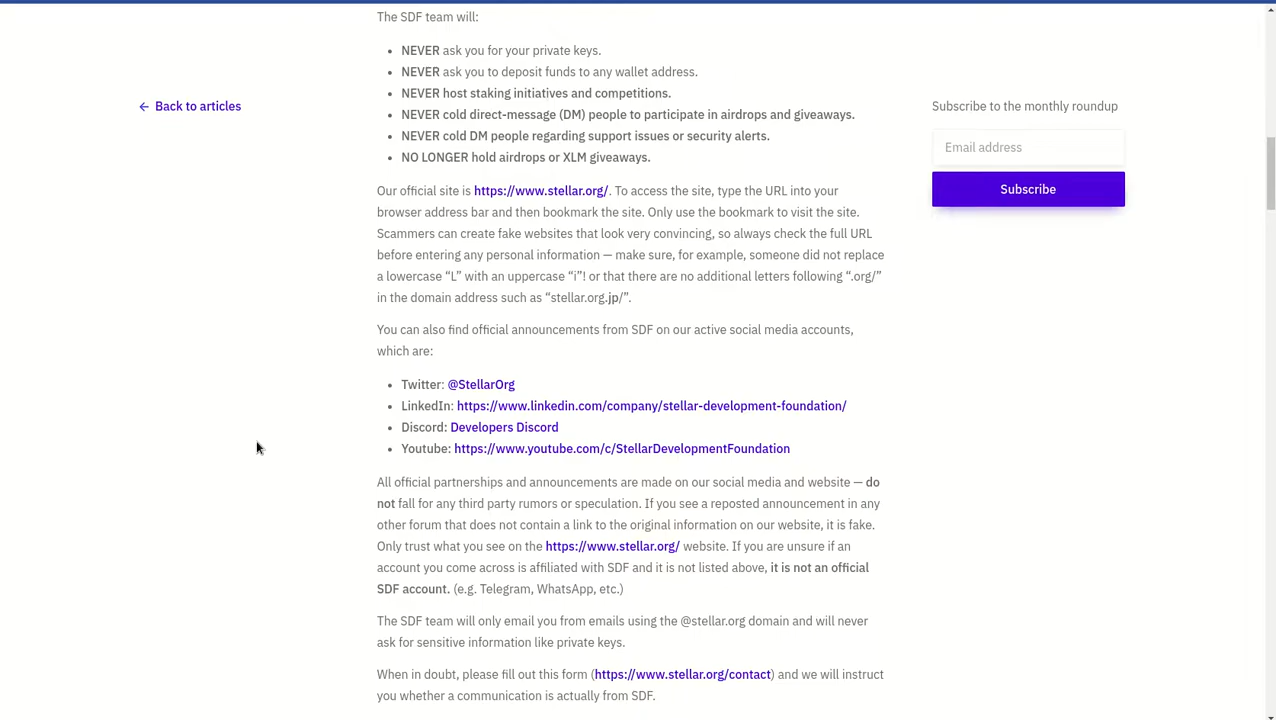 The SDF team will:
NEVER ask you for your private keys.
NEVER ask you to deposit funds to any wallet address.
NEVER host staking initiatives and competitions.
← Back to articles
Subscribe to the monthly roundup
NEVER cold direct-message (DM) people to participate in airdrops and giveaways.
NEVER cold DM people regarding support issues or security alerts.
Email address
NO LONGER hold airdrops or XLM giveaways.
Subscribe
Our official site is https://www.stellar.org/. To access the site, type the URL into your
browser address bar and then bookmark the site. Only use the bookmark to visit the site.
Scammers can create fake websites that look very convincing, so always check the full URL
before entering any personal information — make sure, for example, someone did not replace
a lowercase “L” with an uppercase “i”! or that there are no additional letters following “.org/”
in the domain address such as “stellar.org.jp/”.
You can also find official announcements from SDF on our active social media accounts,
which are:
Twitter: @StellarOrg
LinkedIn: https://www.linkedin.com/company/stellar-development-foundation/
Discord: Developers Discord
Youtube: https://www.youtube.com/c/StellarDevelopmentFoundation
All official partnerships and announcements are made on our social media and website — do
not fall for any third party rumors or speculation. If you see a reposted announcement in any
other forum that does not contain a link to the original information on our website, it is fake.
Only trust what you see on the https://www.stellar.org/ website. If you are unsure if an
account you come across is affiliated with SDF and it is not listed above, it is not an official
SDF account. (e.g. Telegram, WhatsApp, etc.)
The SDF team will only email you from emails using the @stellar.org domain and will never
ask for sensitive information like private keys.
When in doubt, please fill out this form (https://www.stellar.org/contact) and we will instruct
you whether a communication is actually from SDF.